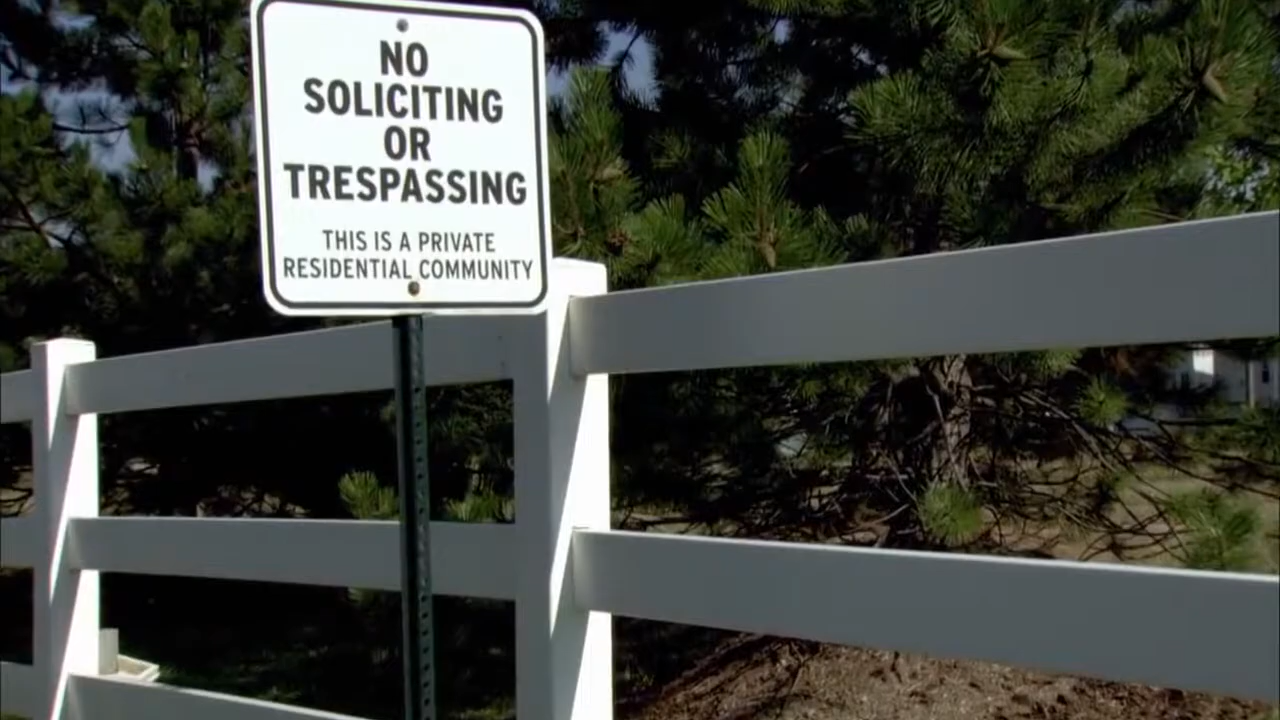 NO
SOLICITING
OR
TRESPASSING
THIS IS A PRIVATE
RESIDENTIAL COMMUNITY